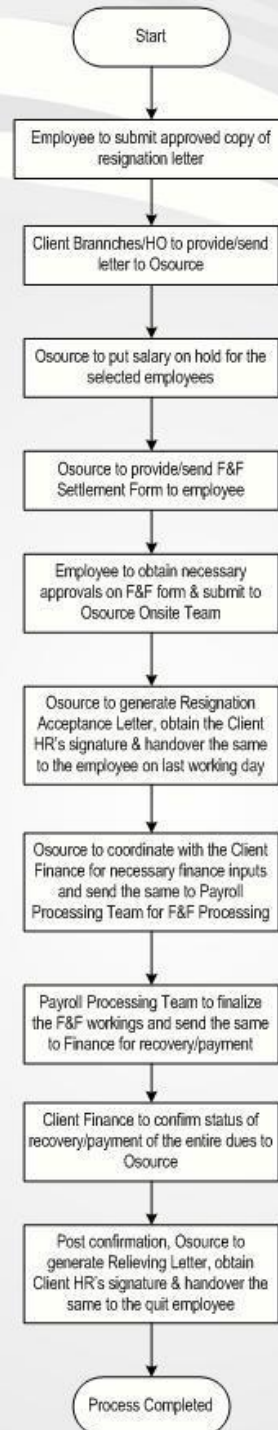 Start
Employee to submit approved copy of
resignation letter
Client Brannches/HO to provide/send
letter to Osource
Osource to put salary on hold for the
selected employees
Osource to provide/send F&F
Settlement Form to employee
Employee to obtain necessary
approvals on F&F form & submit to
Osource Onsite Team
Osource to generate Resignation
Acceptance Letter, obtain the Client
HR's signature & handover the same
to the employee on last working day
Osource to coordinate with the Client
Finance for necessary finance inputs
and send the same to Payroll
Processing Team for F&F Processing
Payroll Processing Team to finalize
the F&F workings and send the same
to Finance for recovery/payment
Client Finance to confirm status of
recovery/payment of the entire dues to
Osource
Post confirmation, Osource to
generate Relieving Letter, obtain
Client HR's signature & handover the
same to the quit employee
Process Completed